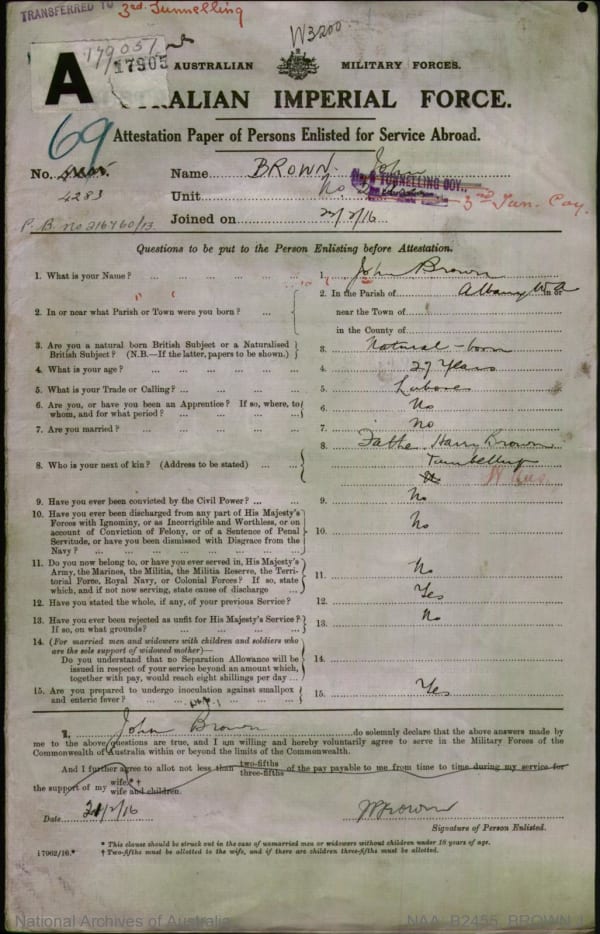 TRANSFERRED TO 3rd. Tunnelling
W3200
179051
17905
A
AUSTRALIAN MILITARY FORCES.
TRALIAN IMPERIAL FORCE.
69
Attestation Paper of Persons Enlisted for Service Abroad.
No. 4283
Name BROWN. John
Unit No. 2 TUNNELLING COY. 3rd Tun. Coy.
P.B. no 216760/13
Joined on 22/2/16
Questions to be put to the Person Enlisting before Attestation.
1. What is your Name? ... ... ... ... ... 1. John Brown
2. In or near what Parish or Town were you born? ... 2. In the Parish of Albany W.A
near the Town of
in the County of
3. Are you a natural born British Subject or a Naturalised
British Subject? (N.B.—If the latter, papers to be shown.) 3. Natural-born
4. What is your age? ... ... ... ... ... 4. 27 Years
5. What is your Trade or Calling? ... ... ... ... 5. Laborer
6. Are you, or have you been an Apprentice? If so, where, to
whom, and for what period? ... ... ... ... 6. No
7. Are you married? ... ... ... ... ... 7. No
8. Who is your next of kin? (Address to be stated) ... ... 8. Father Harry Brown
Tambellup
W. Aus.
9. Have you ever been convicted by the Civil Power? ... ... 9. No
10. Have you ever been discharged from any part of His Majesty's
Forces with Ignominy, or as Incorrigible and Worthless, or on
account of Conviction of Felony, or of a Sentence of Penal
Servitude, or have you been dismissed with Disgrace from the
Navy? ... ... ... ... ... ... 10. No
11. Do you now belong to, or have you ever served in, His Majesty's
Army, the Marines, the Militia, the Militia Reserve, the Terri-
torial Force, Royal Navy, or Colonial Forces? If so, state
which, and if not now serving, state cause of discharge ... 11. No
12. Have you stated the whole, if any, of your previous Service? 12. Yes
13. Have you ever been rejected as unfit for His Majesty's Service?
If so, on what grounds? ... ... ... ... 13. No
14. (For married men and widowers with children and soldiers who
are the sole support of widowed mother)—
Do you understand that no Separation Allowance will be
issued in respect of your service beyond an amount which,
together with pay, would reach eight shillings per day ... 14.
15. Are you prepared to undergo inoculation against smallpox
and enteric fever? ... ... ... ... 15. Yes
I, John Brown do solemnly declare that the above answers made by
me to the above questions are true, and I am willing and hereby voluntarily agree to serve in the Military Forces of the
Commonwealth of Australia within or beyond the limits of the Commonwealth.
And I further agree to allot not less than two-fifths three-fifths of the pay payable to me from time to time during my service for
the support of my wife.* † wife and children.
Date 21/2/16 JBrown
Signature of Person Enlisted.
* This clause should be struck out in the case of unmarried men or widowers without children under 18 years of age.
† Two-fifths must be allotted to the wife, and if there are children three-fifths must be allotted.
17962/16.*
National Archives of Australia
NAA: B2455, BROWN J